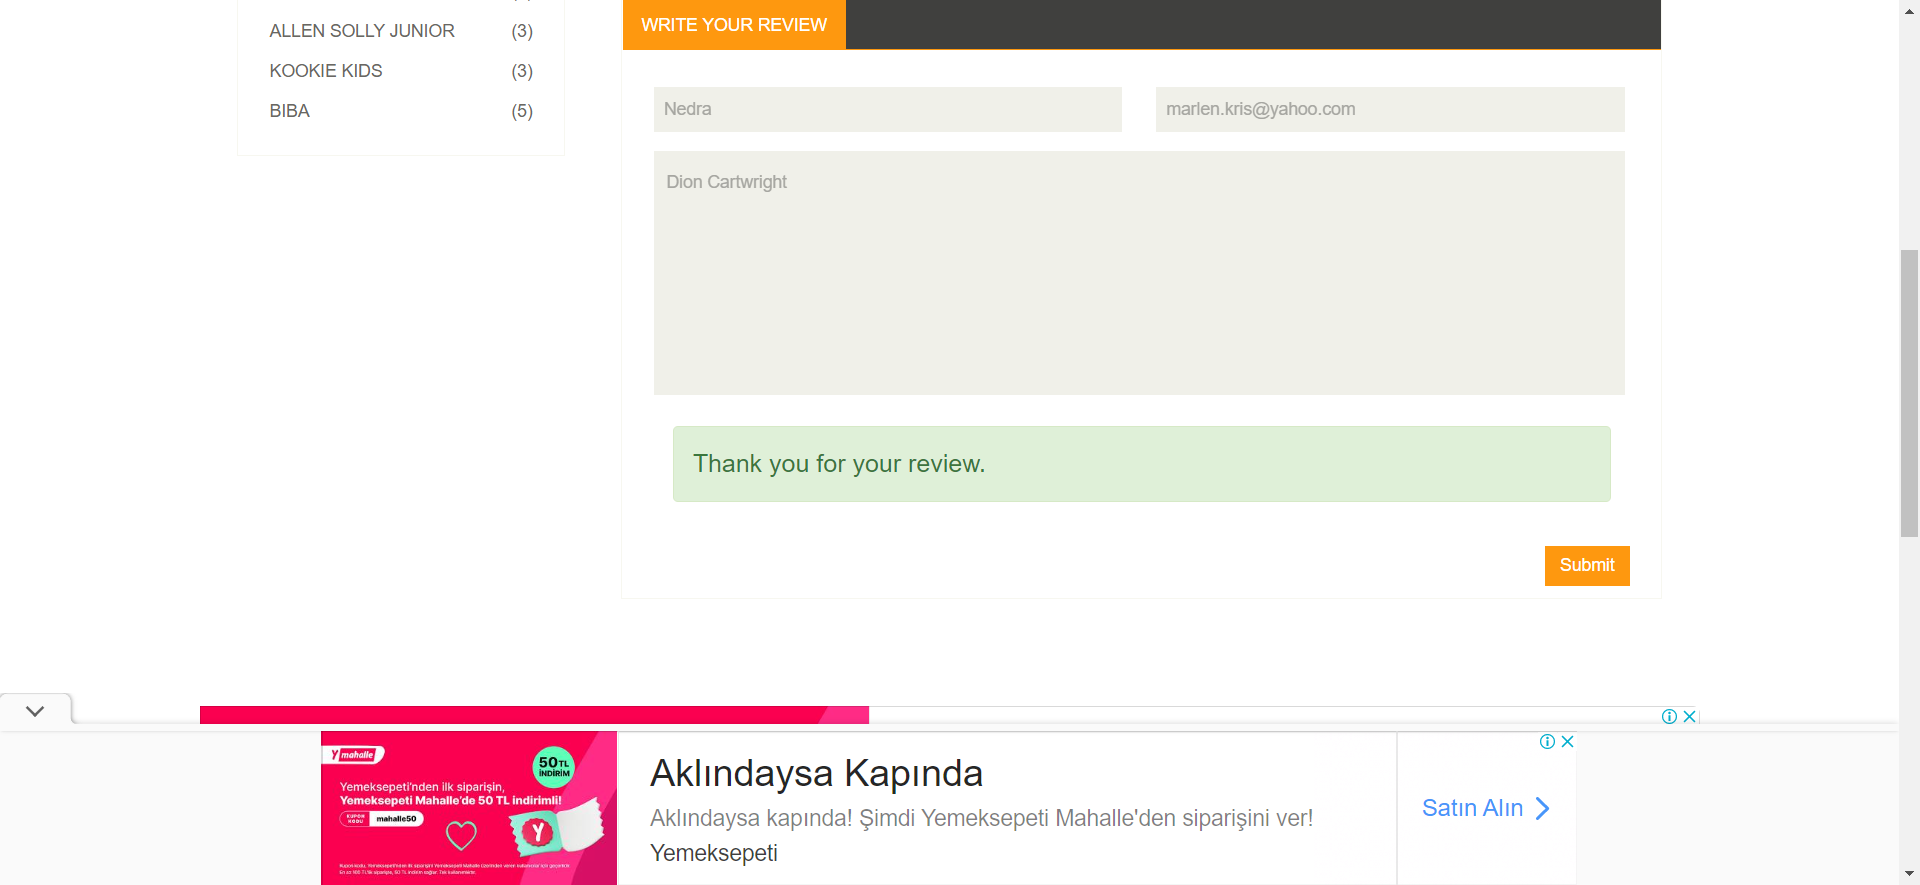 ALLEN SOLLY JUNIOR (3)
KOOKIE KIDS (3)
BIBA (5)
WRITE YOUR REVIEW
Nedra
marlen.kris@yahoo.com
Dion Cartwright
Thank you for your review.
Submit
Y mahalle
50 TL
İNDİRİM
Yemeksepeti'nden ilk siparişin,
Yemeksepeti Mahalle'de 50 TL indirimli!
KUPON
KODU
mahalle50
Y
Aklındaysa Kapında
Aklındaysa kapında! Şimdi Yemeksepeti Mahalle'den siparişini ver!
Yemeksepeti
Satın Alın